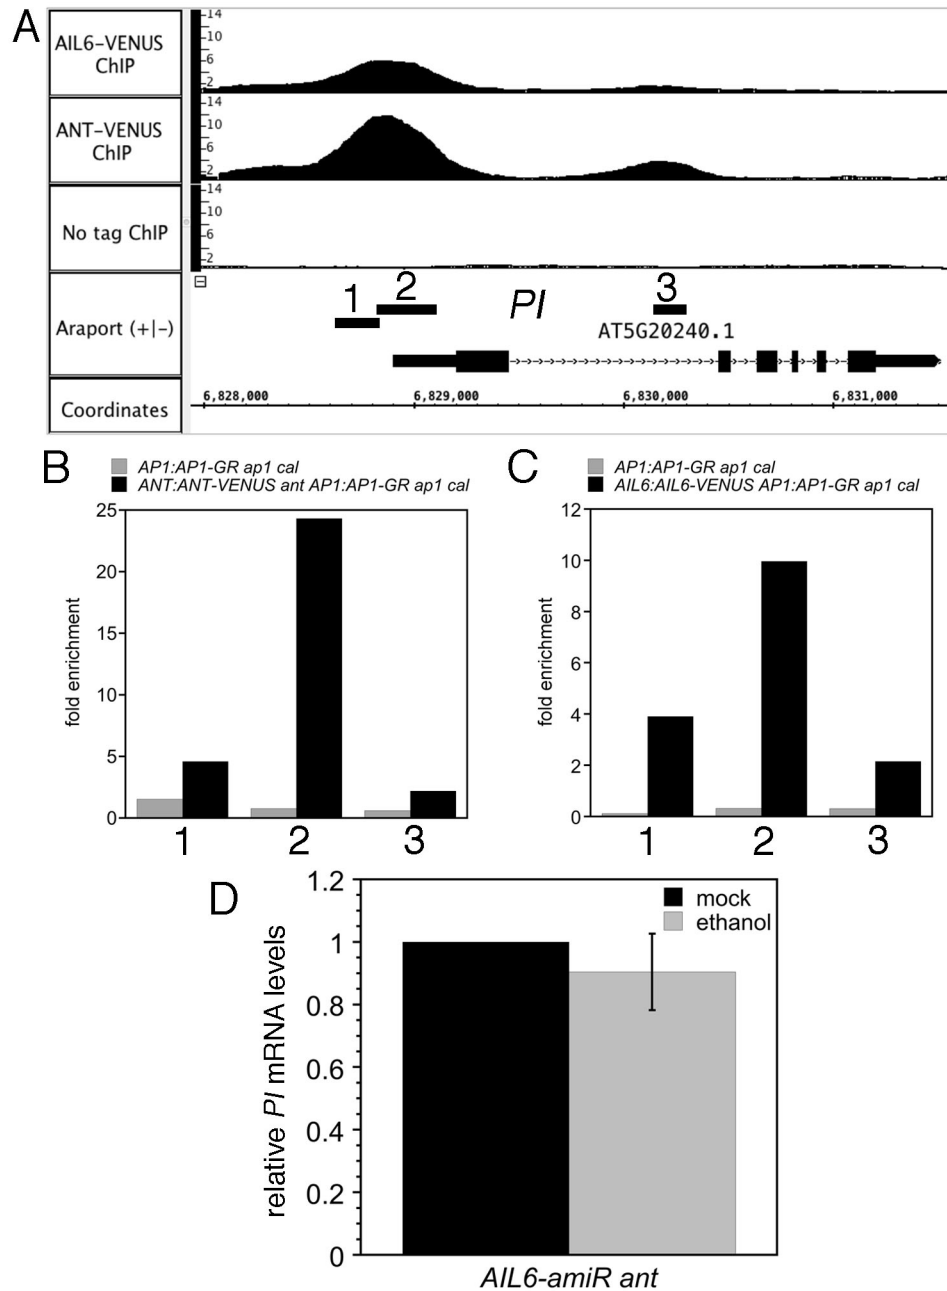 A
AIL6–VENUS
ChIP
14
10
6
2
ANT–VENUS
ChIP
14
10
6
2
No tag ChIP
14
10
6
2
1
2
PI
3
Araport (+|–)
AT5G20240.1
Coordinates
6,828,000
6,829,000
6,830,000
6,831,000
B
AP1:AP1-GR ap1 cal
ANT:ANT-VENUS ant AP1:AP1-GR ap1 cal
fold enrichment
25
20
15
10
5
0
1
2
3
C
AP1:AP1-GR ap1 cal
AIL6:AIL6-VENUS AP1:AP1-GR ap1 cal
fold enrichment
12
10
8
6
4
2
0
1
2
3
D
mock
ethanol
relative PI mRNA levels
1.2
1
0.8
0.6
0.4
0.2
0
AIL6-amiR ant